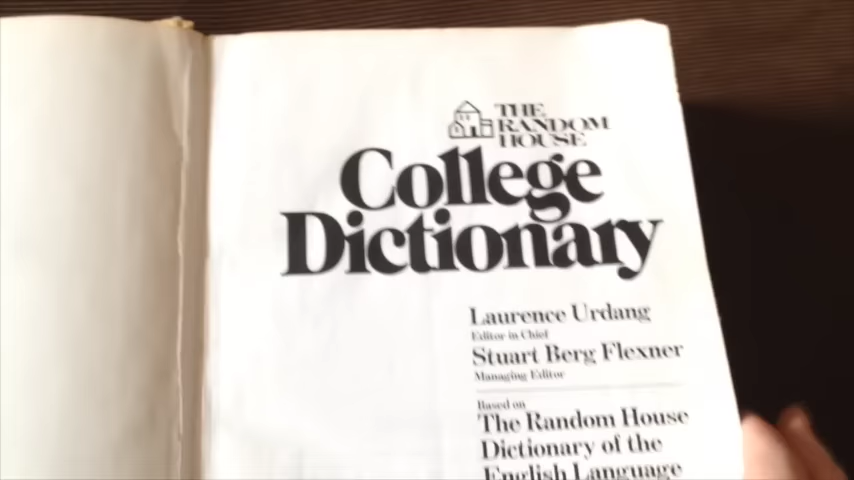 THE
RANDOM
HOUSE
College
Dictionary
Laurence Urdang
Editor in Chief
Stuart Berg Flexner
Managing Editor
Based on
The Random House
Dictionary of the
English Language